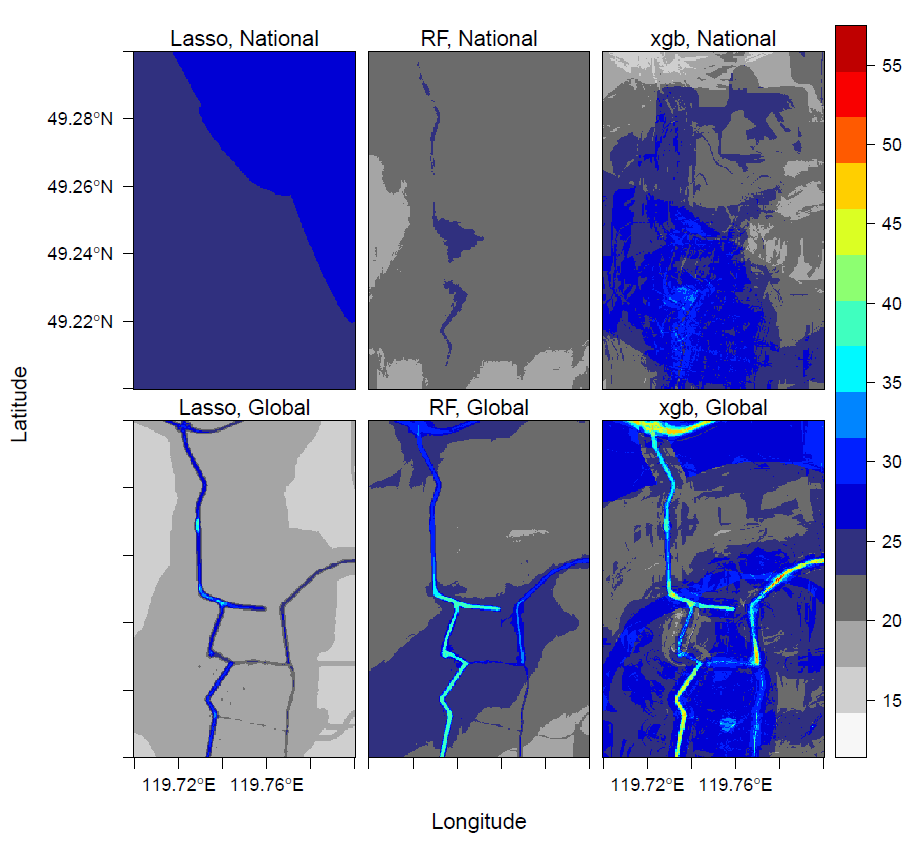 Lasso, National
RF, National
xgb, National
49.28°N
49.26°N
49.24°N
49.22°N
Latitude
Lasso, Global
RF, Global
xgb, Global
119.72°E
119.76°E
119.72°E
119.76°E
Longitude
55
50
45
40
35
30
25
20
15